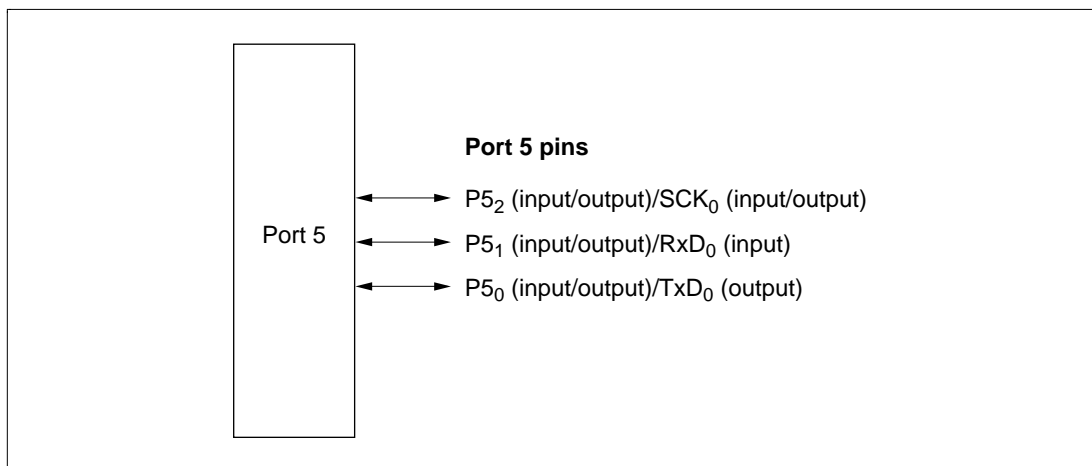 Port 5 pins
P5₂ (input/output)/SCK₀ (input/output)
Port 5
P5₁ (input/output)/RxD₀ (input)
P5₀ (input/output)/TxD₀ (output)